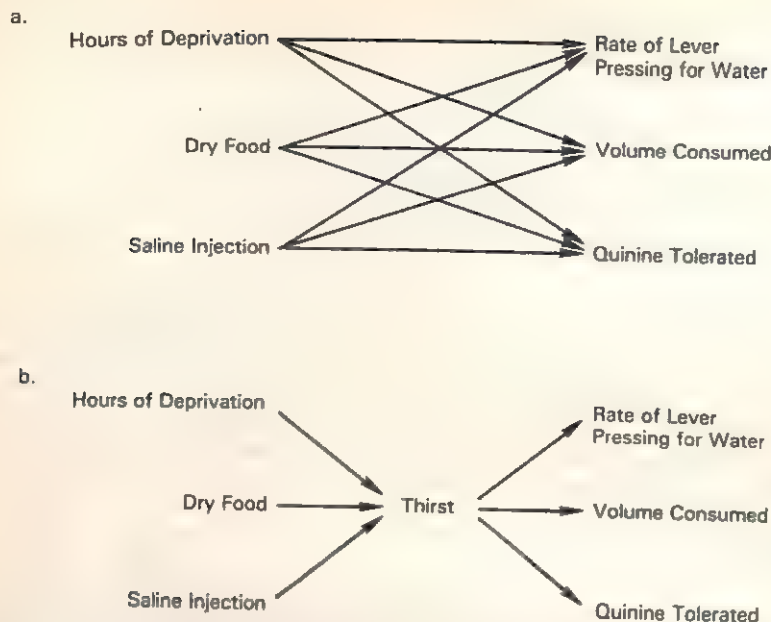 a.
Hours of Deprivation
Rate of Lever
Pressing for Water
Dry Food
Volume Consumed
Saline Injection
Quinine Tolerated
b.
Hours of Deprivation
Rate of Lever
Pressing for Water
Dry Food
Thirst
Volume Consumed
Saline Injection
Quinine Tolerated